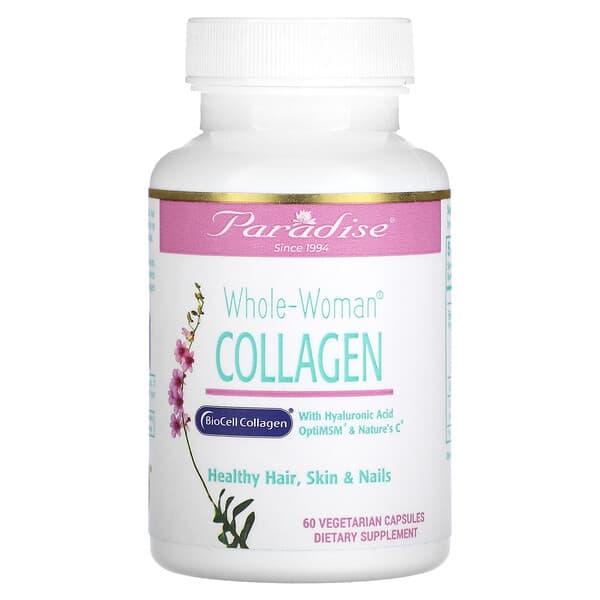 Paradise®
Since 1994
Whole-Woman®
COLLAGEN
BioCell Collagen®
With Hyaluronic Acid
OptiMSM® & Nature's C®
Healthy Hair, Skin & Nails
60 VEGETARIAN CAPSULES
DIETARY SUPPLEMENT